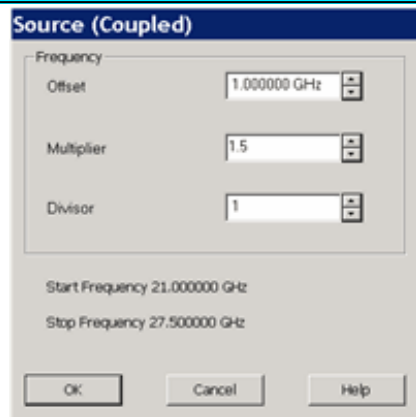 Source (Coupled)
Frequency
Offset 1.000000 GHz
Multiplier 1.5
Divisor 1
Start Frequency 21.000000 GHz
Stop Frequency 27.500000 GHz
OK Cancel Help